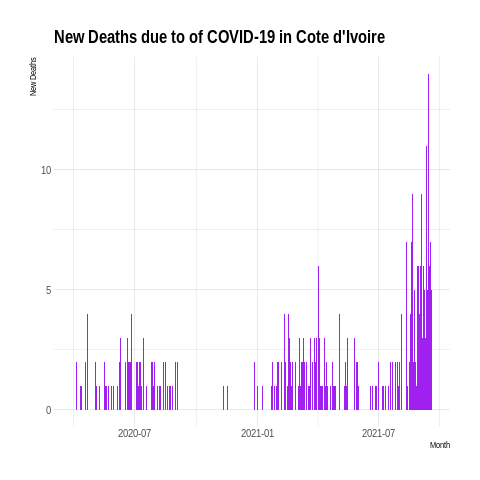 New Deaths due to of COVID-19 in Cote d'Ivoire
New Deaths
10
5
0
2020-07
2021-01
2021-07
Month